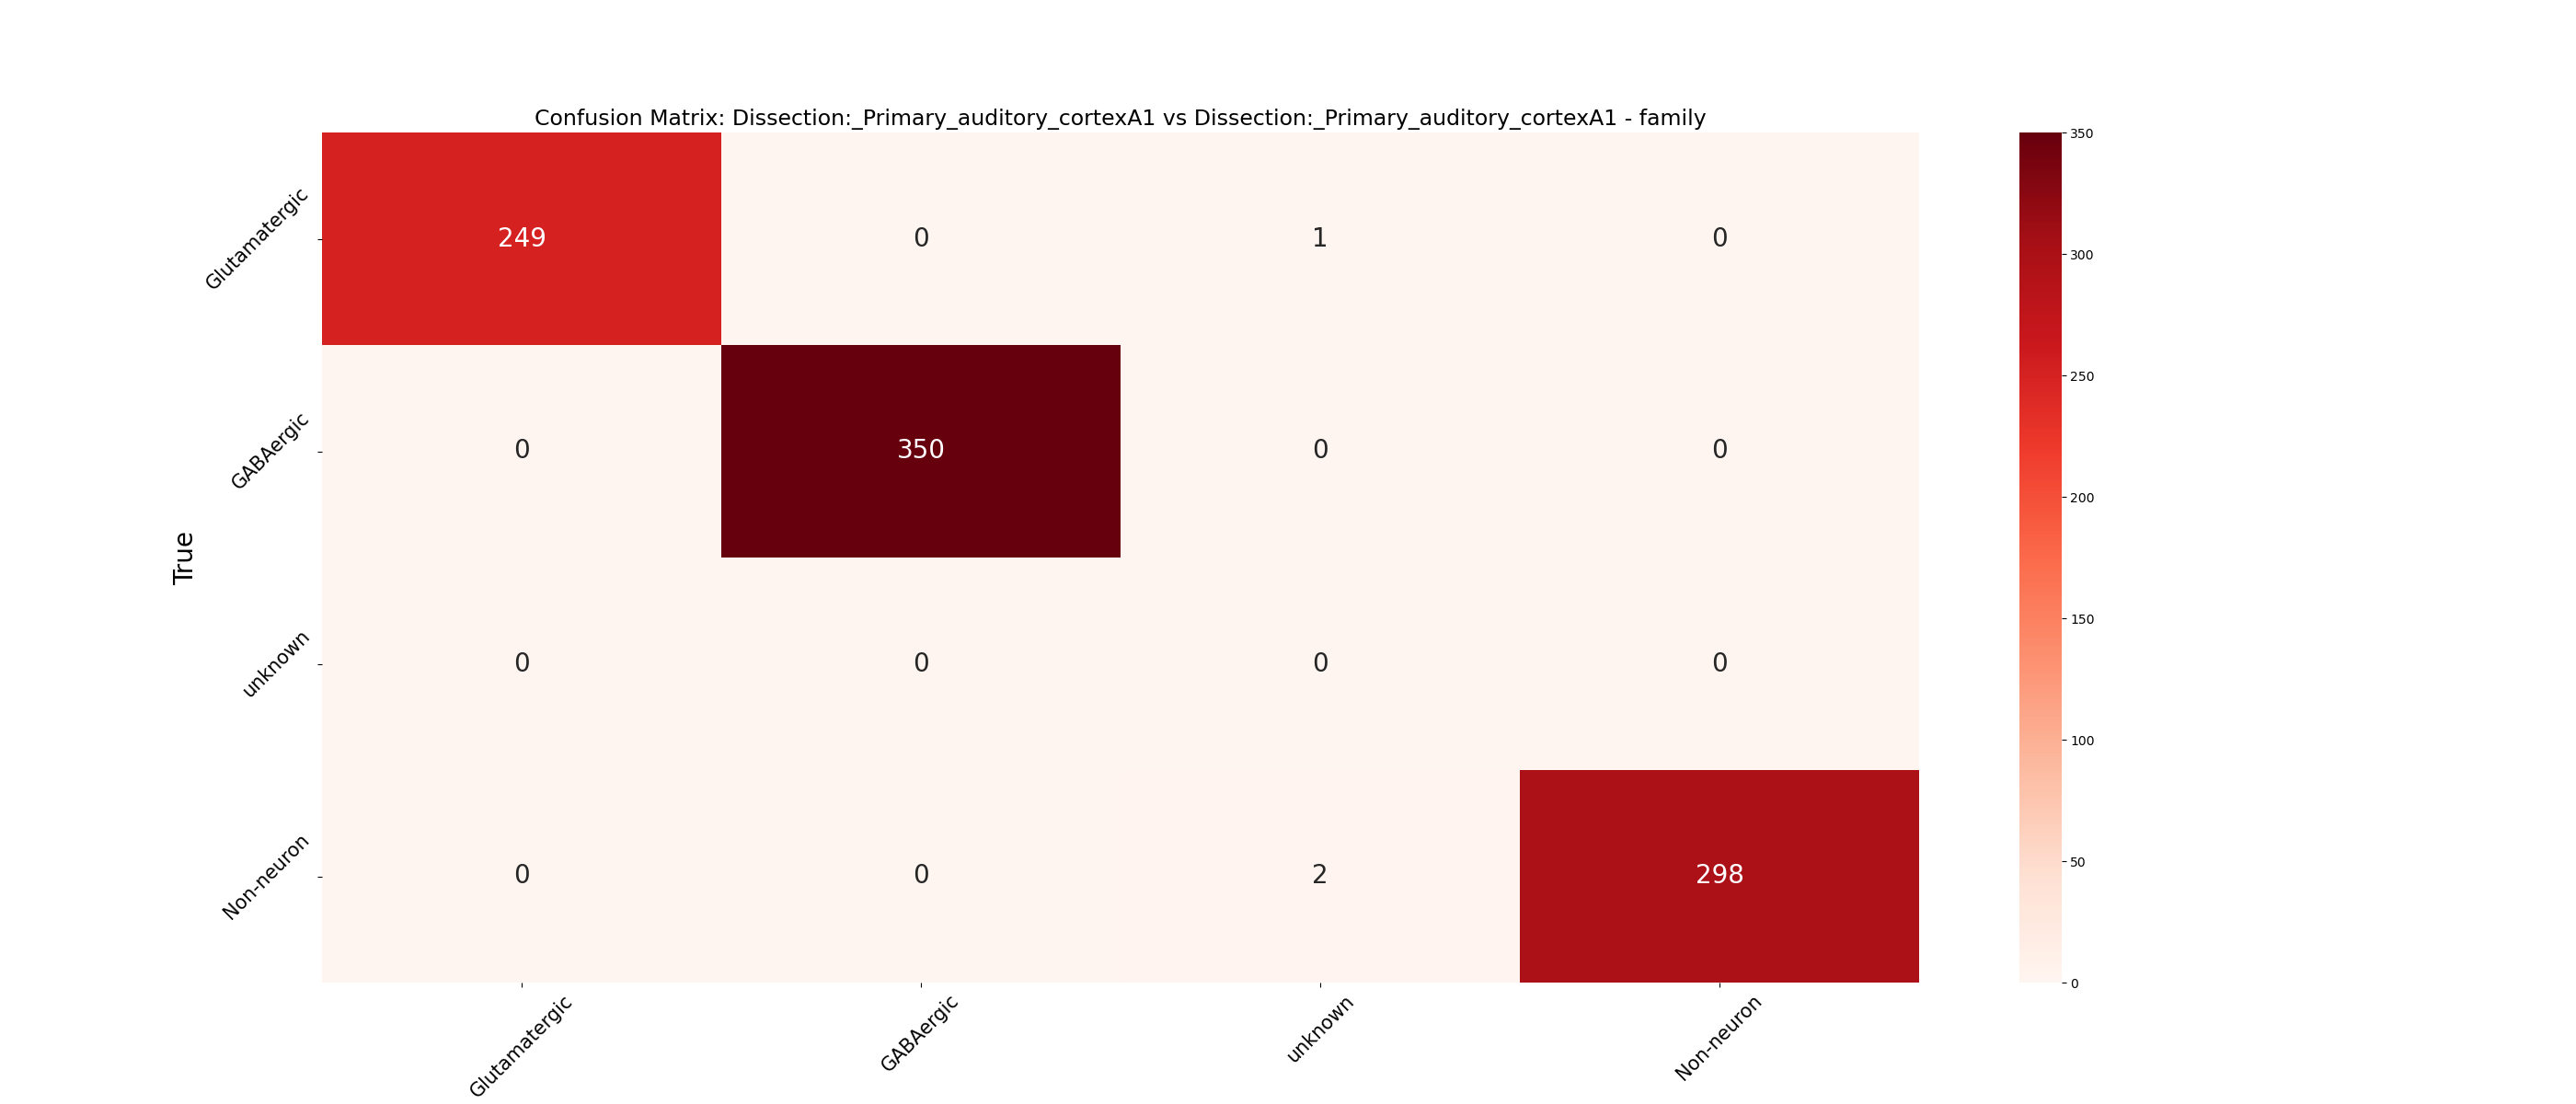 Confusion Matrix: Dissection:_Primary_auditory_cortexA1 vs Dissection:_Primary_auditory_cortexA1 - family
True
Glutamatergic
249 0 1 0
GABAergic
0 350 0 0
unknown
0 0 0 0
Non-neuron
0 0 2 298
Glutamatergic GABAergic unknown Non-neuron
350
300
250
200
150
100
50
0